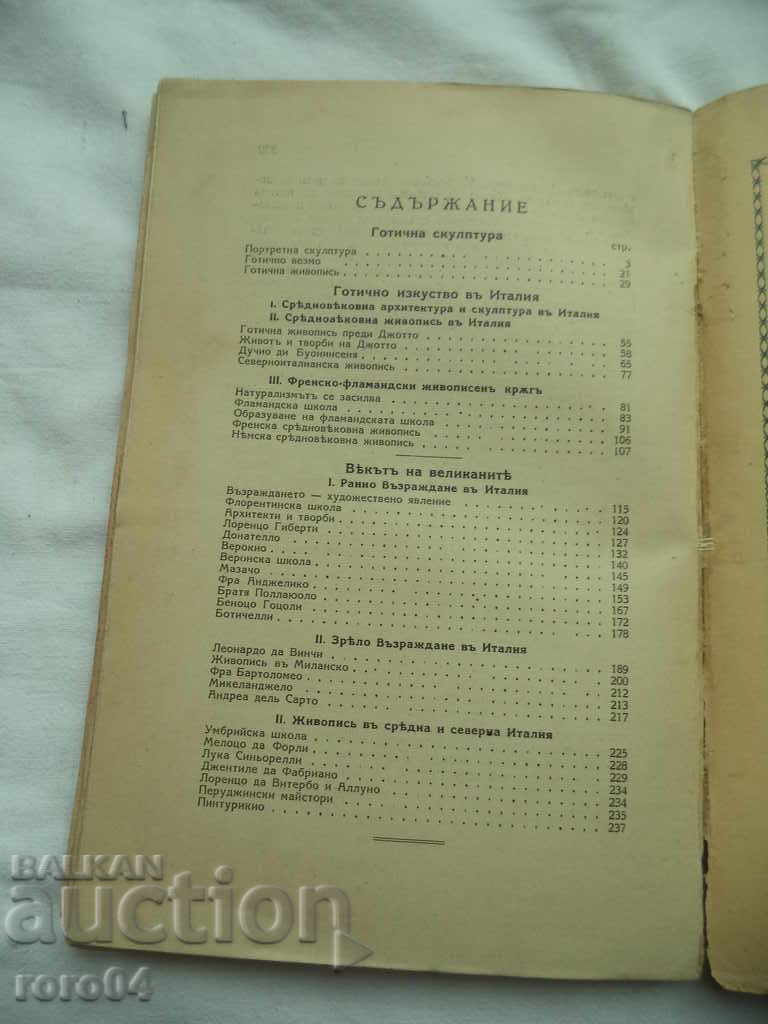 СѪДЪРЖАНИЕ
Готична скулптура
стр.
Портретна скулптура 3
Готично везмо 21
Готична живопись 29
Готично изкуство въ Италия
I. Срѣдновѣковна архитектура и скулптура въ Италия
II. Срѣдновѣковна живопись въ Италия
Готична живопись преди Джотто 55
Животъ и творби на Джотто 58
Дучио ди Буонинсеня 65
Северноиталианска живопись 77
III. Френско-фламандски живописенъ крѫгъ
Натурализмътъ се засилва 81
Фламандска школа 83
Образуване на фламандската школа 91
Френска срѣдновѣковна живопись 106
Нѣмска срѣдновѣковна живопись 107
Вѣкътъ на великанитѣ
I. Ранно Възраждане въ Италия
Възраждането — художествено явление 115
Флорентинска школа 120
Архитекти и творби 124
Лоренцо Гиберти 127
Донателло 132
Верокио 140
Веронска школа 145
Мазачо 149
Фра Анджелико 153
Братя Поллаюоло 167
Беноцо Гоцоли 172
Ботичелли 178
II. Зрѣло Възраждане въ Италия
Леонардо да Винчи 189
Живопись въ Миланско 200
Фра Бартоломео 212
Микеланджело 213
Андреа дель Сарто 217
II. Живопись въ срѣдна и северна Италия
Умбрийска школа 225
Мелоцо да Форли 228
Лука Синьорелли 229
Джентиле да Фабриано 234
Лоренцо да Витербо и Аллуно 234
Перуджински майстори 235
Пинтурикио 237
BALKAN
auction
roro04